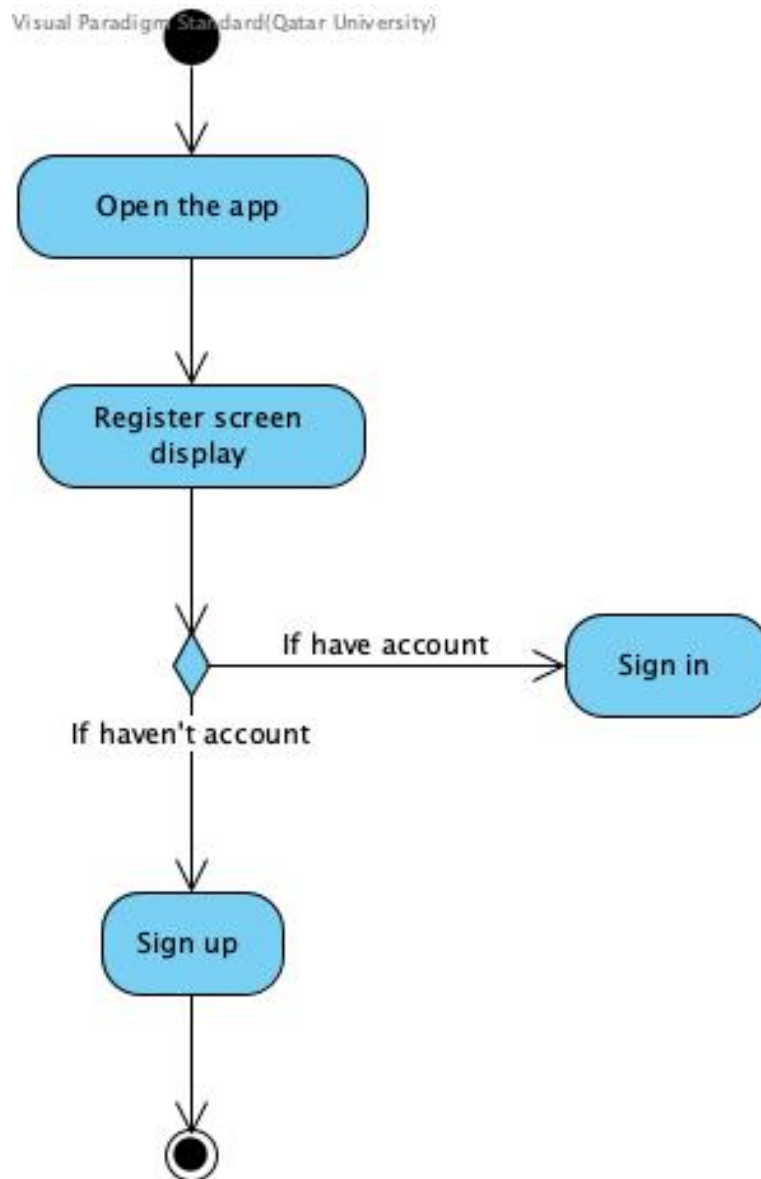 Visual Paradigm Standard(Qatar University)
Open the app
Register screen
display
If have account
Sign in
If haven't account
Sign up